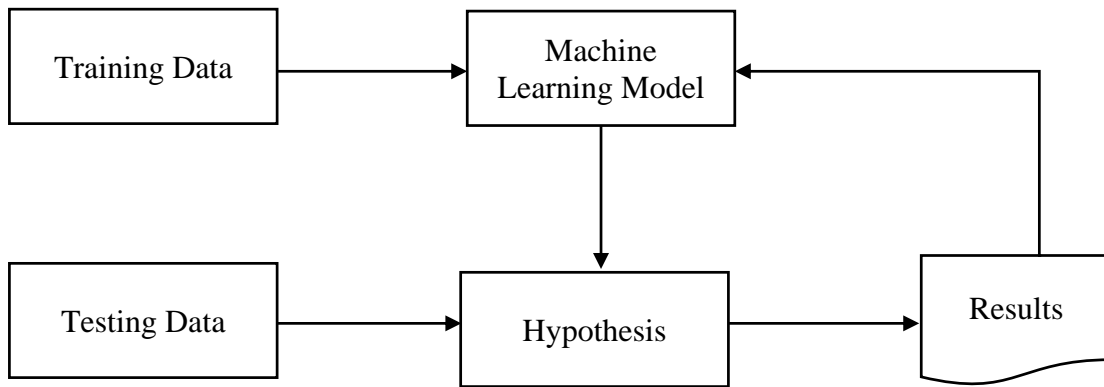 Training Data
Machine
Learning Model
Testing Data
Hypothesis
Results